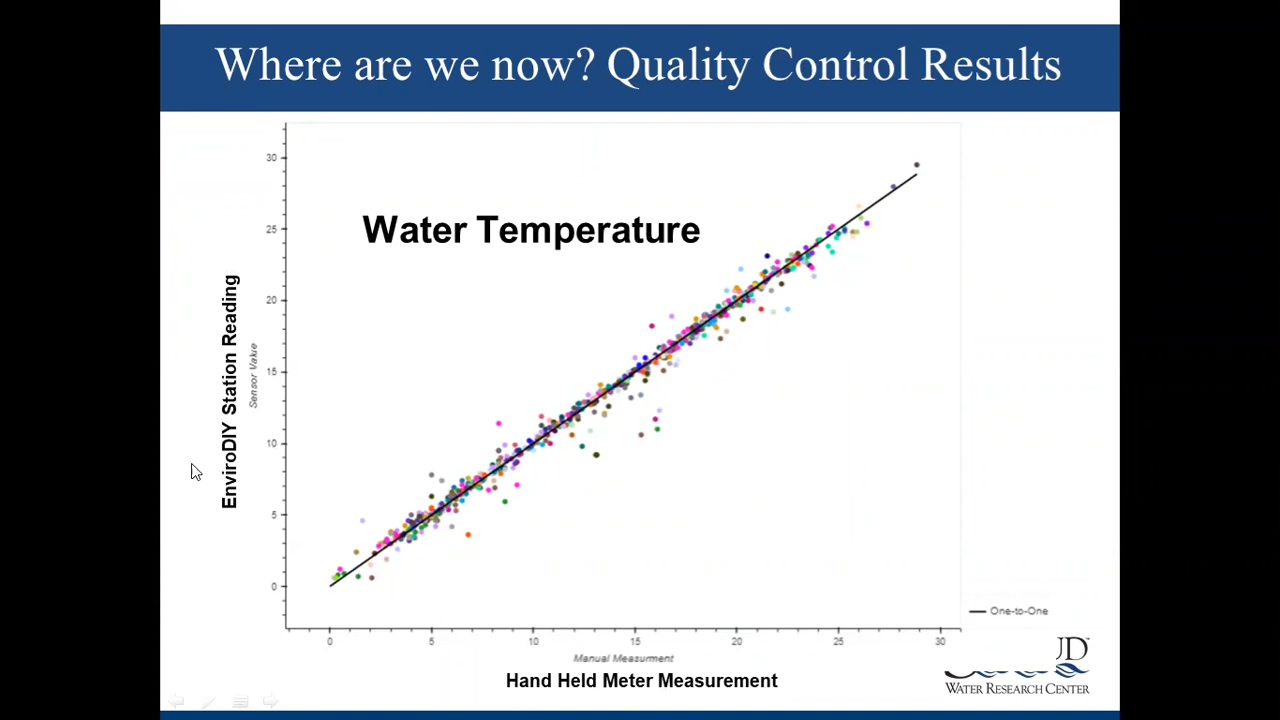 Where are we now? Quality Control Results
Water Temperature
EnviroDIY Station Reading
Sensor Value
30
25
20
15
10
5
0
0
5
10
15
20
25
30
One-to-One
Manual Measurment
Hand Held Meter Measurement
WATER RESEARCH CENTER